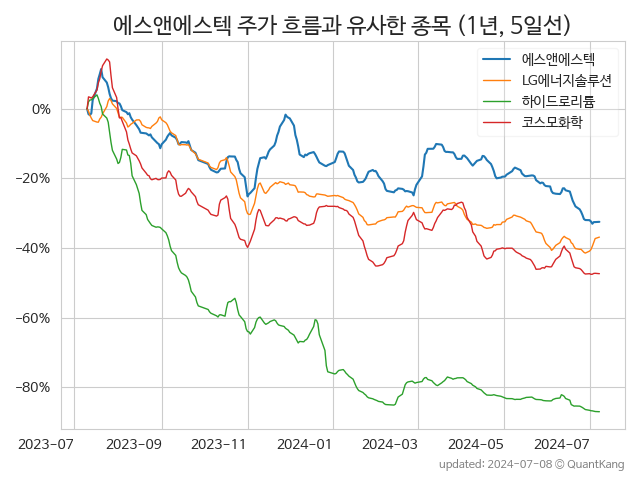 에스앤에스텍 주가 흐름과 유사한 종목 (1년, 5일선)
에스앤에스텍
LG에너지솔루션
하이드로리튬
코스모화학
0%
−20%
−40%
−60%
−80%
2023-07 2023-09 2023-11 2024-01 2024-03 2024-05 2024-07
updated: 2024-07-08 © QuantKang